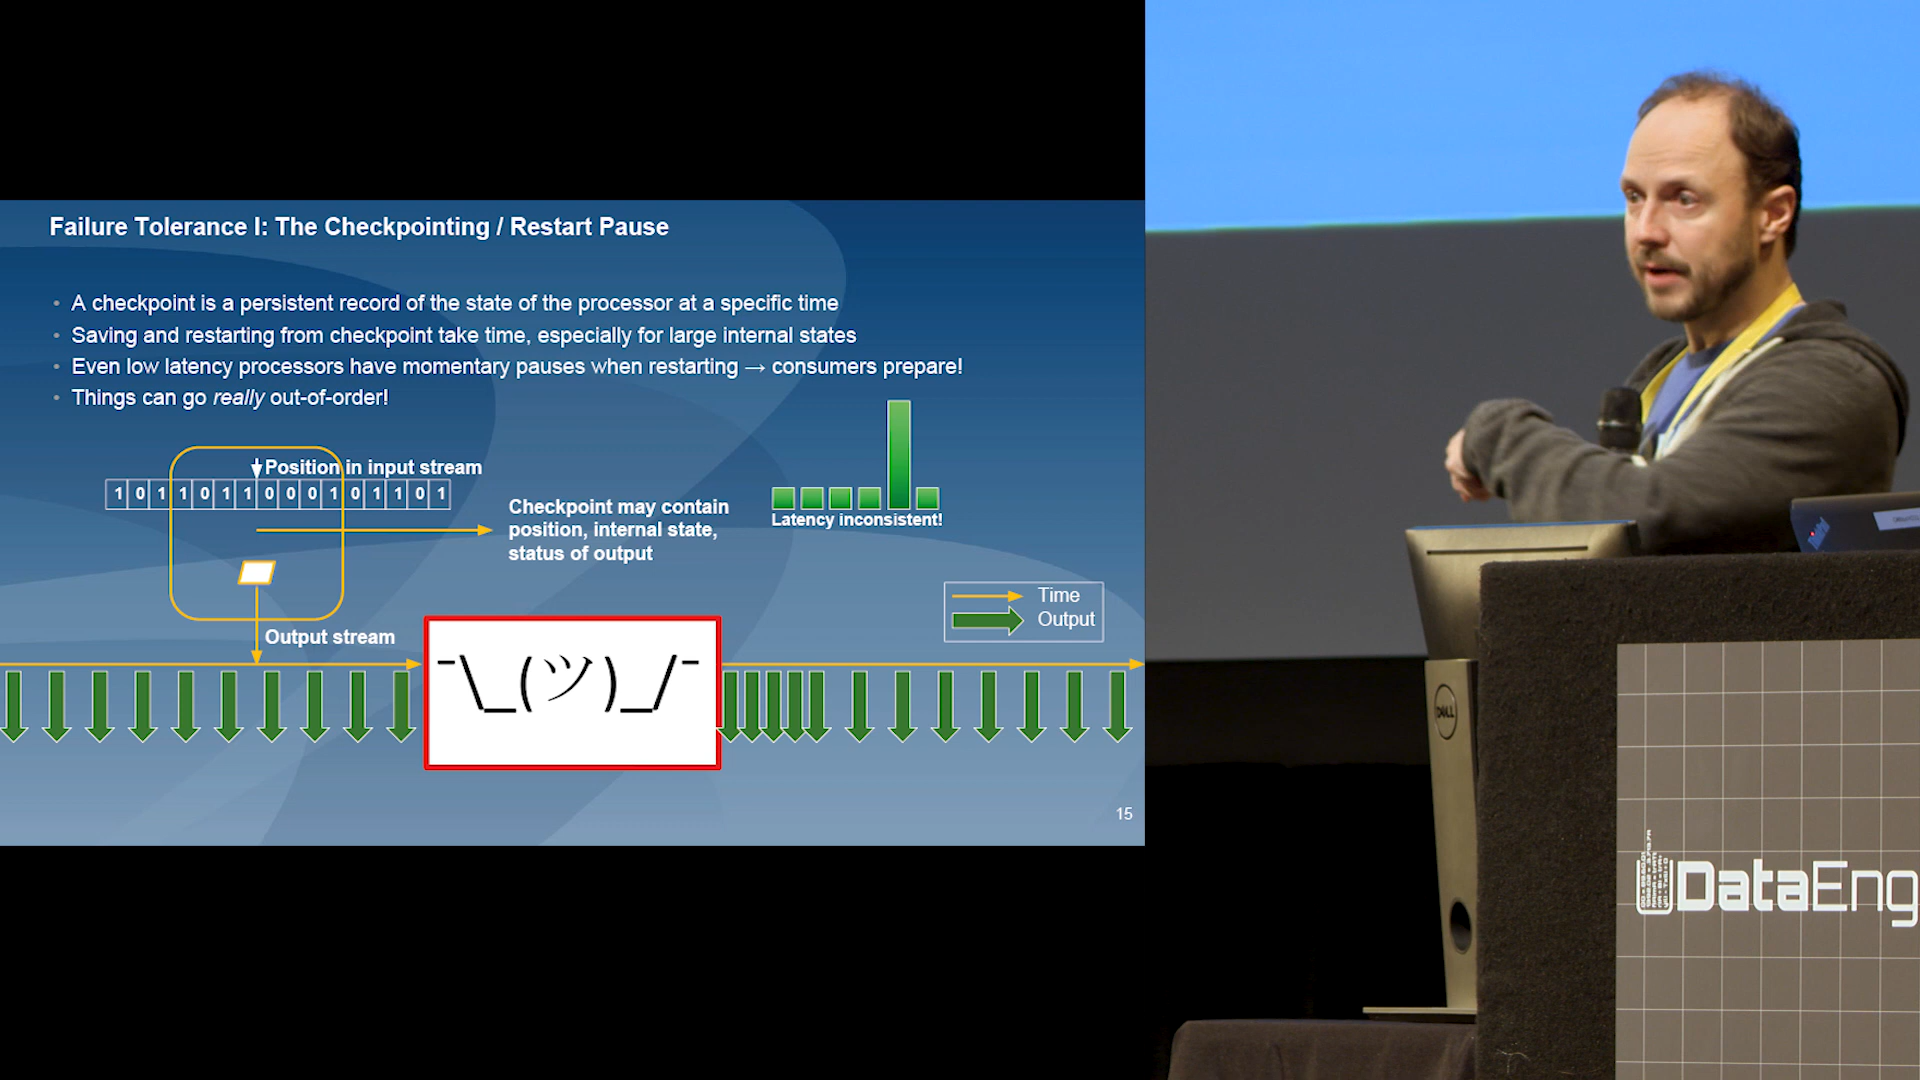 Failure Tolerance I: The Checkpointing / Restart Pause
• A checkpoint is a persistent record of the state of the processor at a specific time
• Saving and restarting from checkpoint take time, especially for large internal states
• Even low latency processors have momentary pauses when restarting → consumers prepare!
• Things can go really out-of-order!
Position in input stream
1 0 1 1 0 1 1 0 0 0 1 0 1 1 0 1
Checkpoint may contain
position, internal state,
status of output
Latency inconsistent!
Time
Output
Output stream
¯\_(ツ)_/¯
15
DELL
DataEng